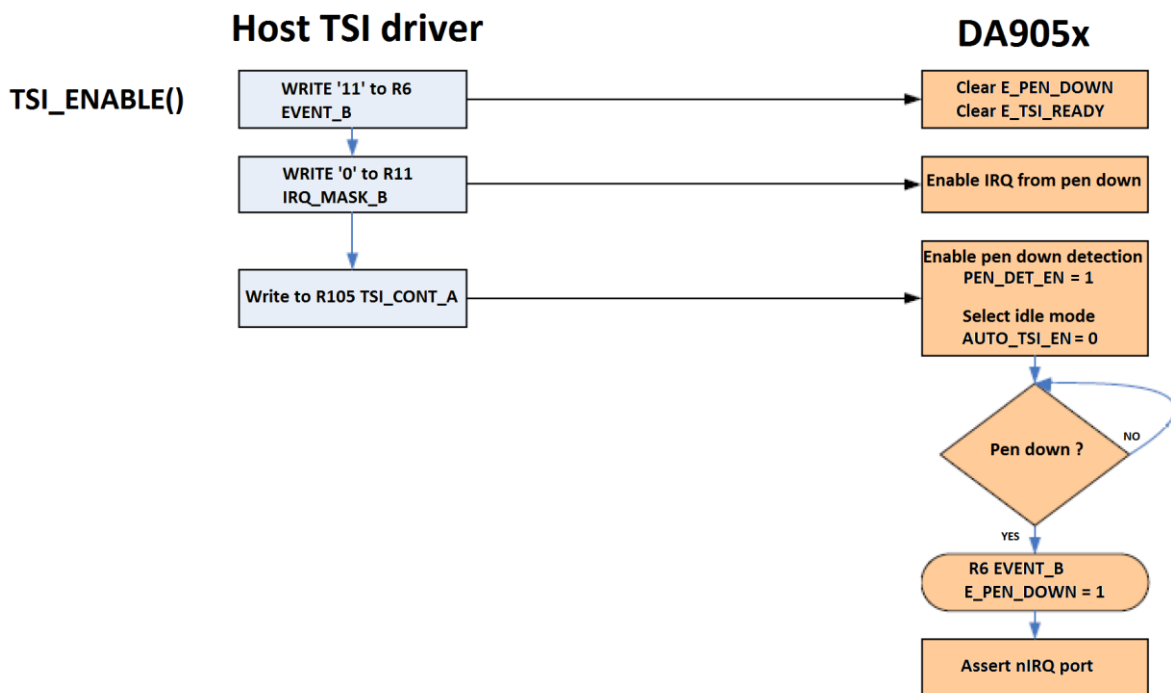 Host TSI driver
DA905x
TSI_ENABLE()
WRITE '11' to R6
EVENT_B
Clear E_PEN_DOWN
Clear E_TSI_READY
WRITE '0' to R11
IRQ_MASK_B
Enable IRQ from pen down
Write to R105 TSI_CONT_A
Enable pen down detection
PEN_DET_EN = 1
Select idle mode
AUTO_TSI_EN = 0
Pen down ?
NO
YES
R6 EVENT_B
E_PEN_DOWN = 1
Assert nIRQ port